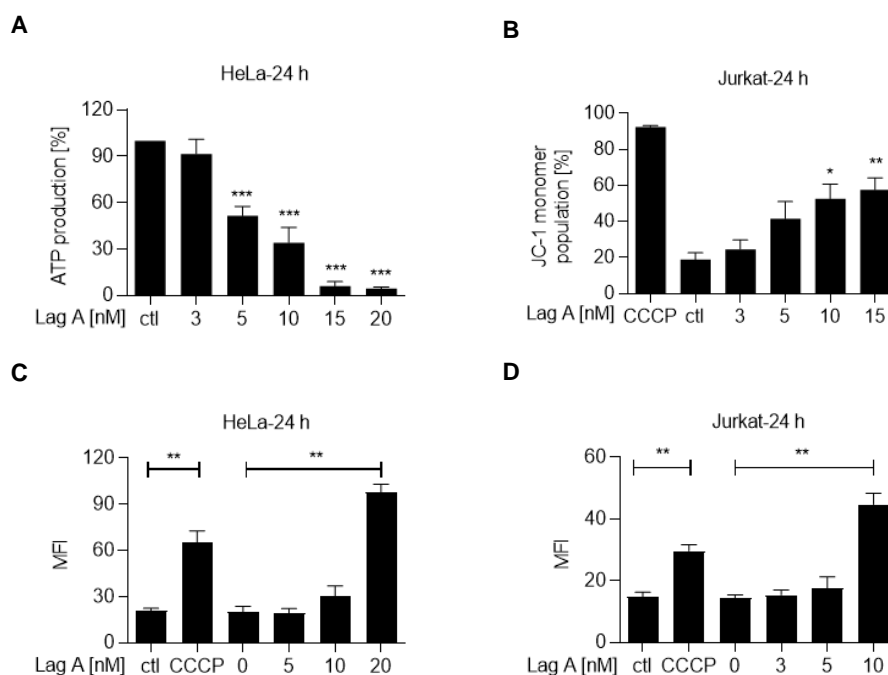 A
HeLa-24 h
ATP production [%]
120
90
60
30
0
***
***
***
***
Lag A [nM] ctl 3 5 10 15 20
B
Jurkat-24 h
JC-1 monomer
population [%]
100
80
60
40
20
0
*
**
CCCP ctl 3 5 10 15
C
HeLa-24 h
MFI
120
90
60
30
0
**
**
Lag A [nM] ctl CCCP 0 5 10 20
D
Jurkat-24 h
MFI
60
40
20
0
**
**
Lag A [nM] ctl CCCP 0 3 5 10